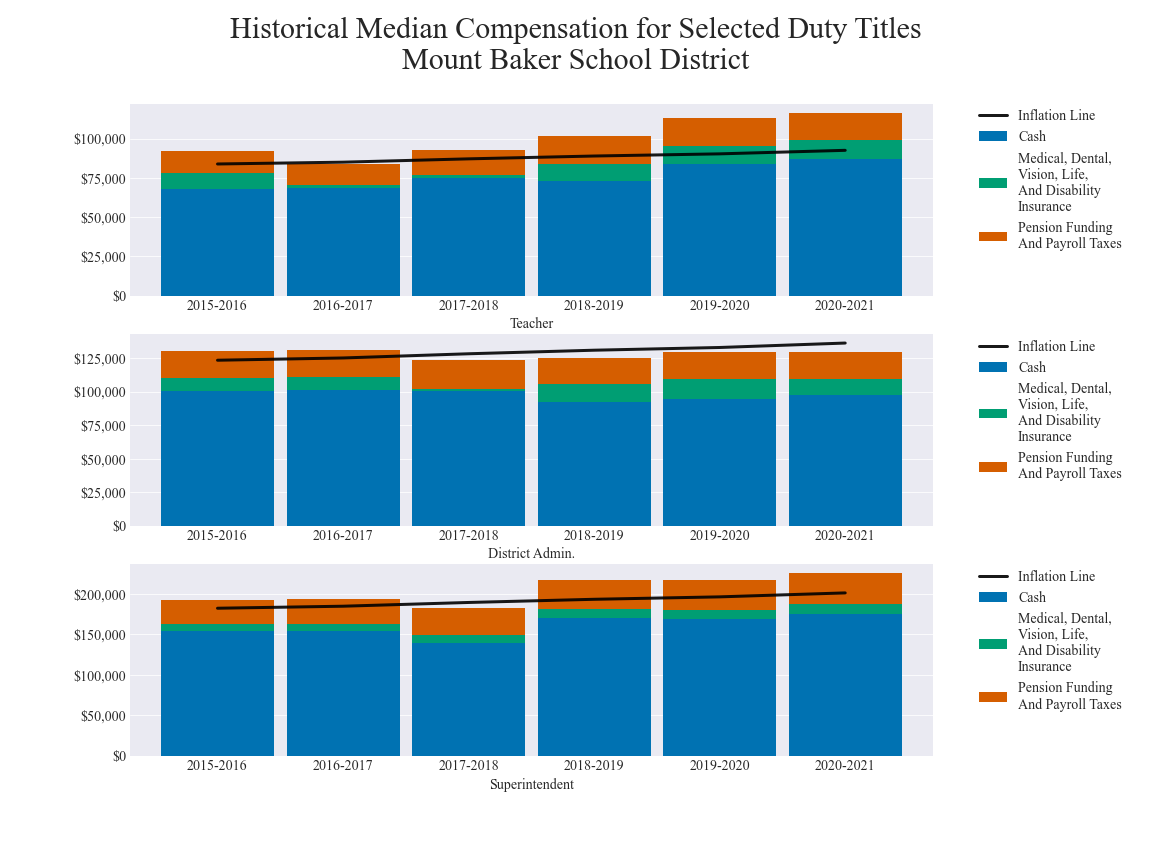 Historical Median Compensation for Selected Duty Titles
Mount Baker School District
$100,000
$75,000
$50,000
$25,000
$0
2015-2016 2016-2017 2017-2018 2018-2019 2019-2020 2020-2021
Teacher
Inflation Line
Cash
Medical, Dental,
Vision, Life,
And Disability
Insurance
Pension Funding
And Payroll Taxes
$125,000
$100,000
$75,000
$50,000
$25,000
$0
2015-2016 2016-2017 2017-2018 2018-2019 2019-2020 2020-2021
District Admin.
Inflation Line
Cash
Medical, Dental,
Vision, Life,
And Disability
Insurance
Pension Funding
And Payroll Taxes
$200,000
$150,000
$100,000
$50,000
$0
2015-2016 2016-2017 2017-2018 2018-2019 2019-2020 2020-2021
Superintendent
Inflation Line
Cash
Medical, Dental,
Vision, Life,
And Disability
Insurance
Pension Funding
And Payroll Taxes